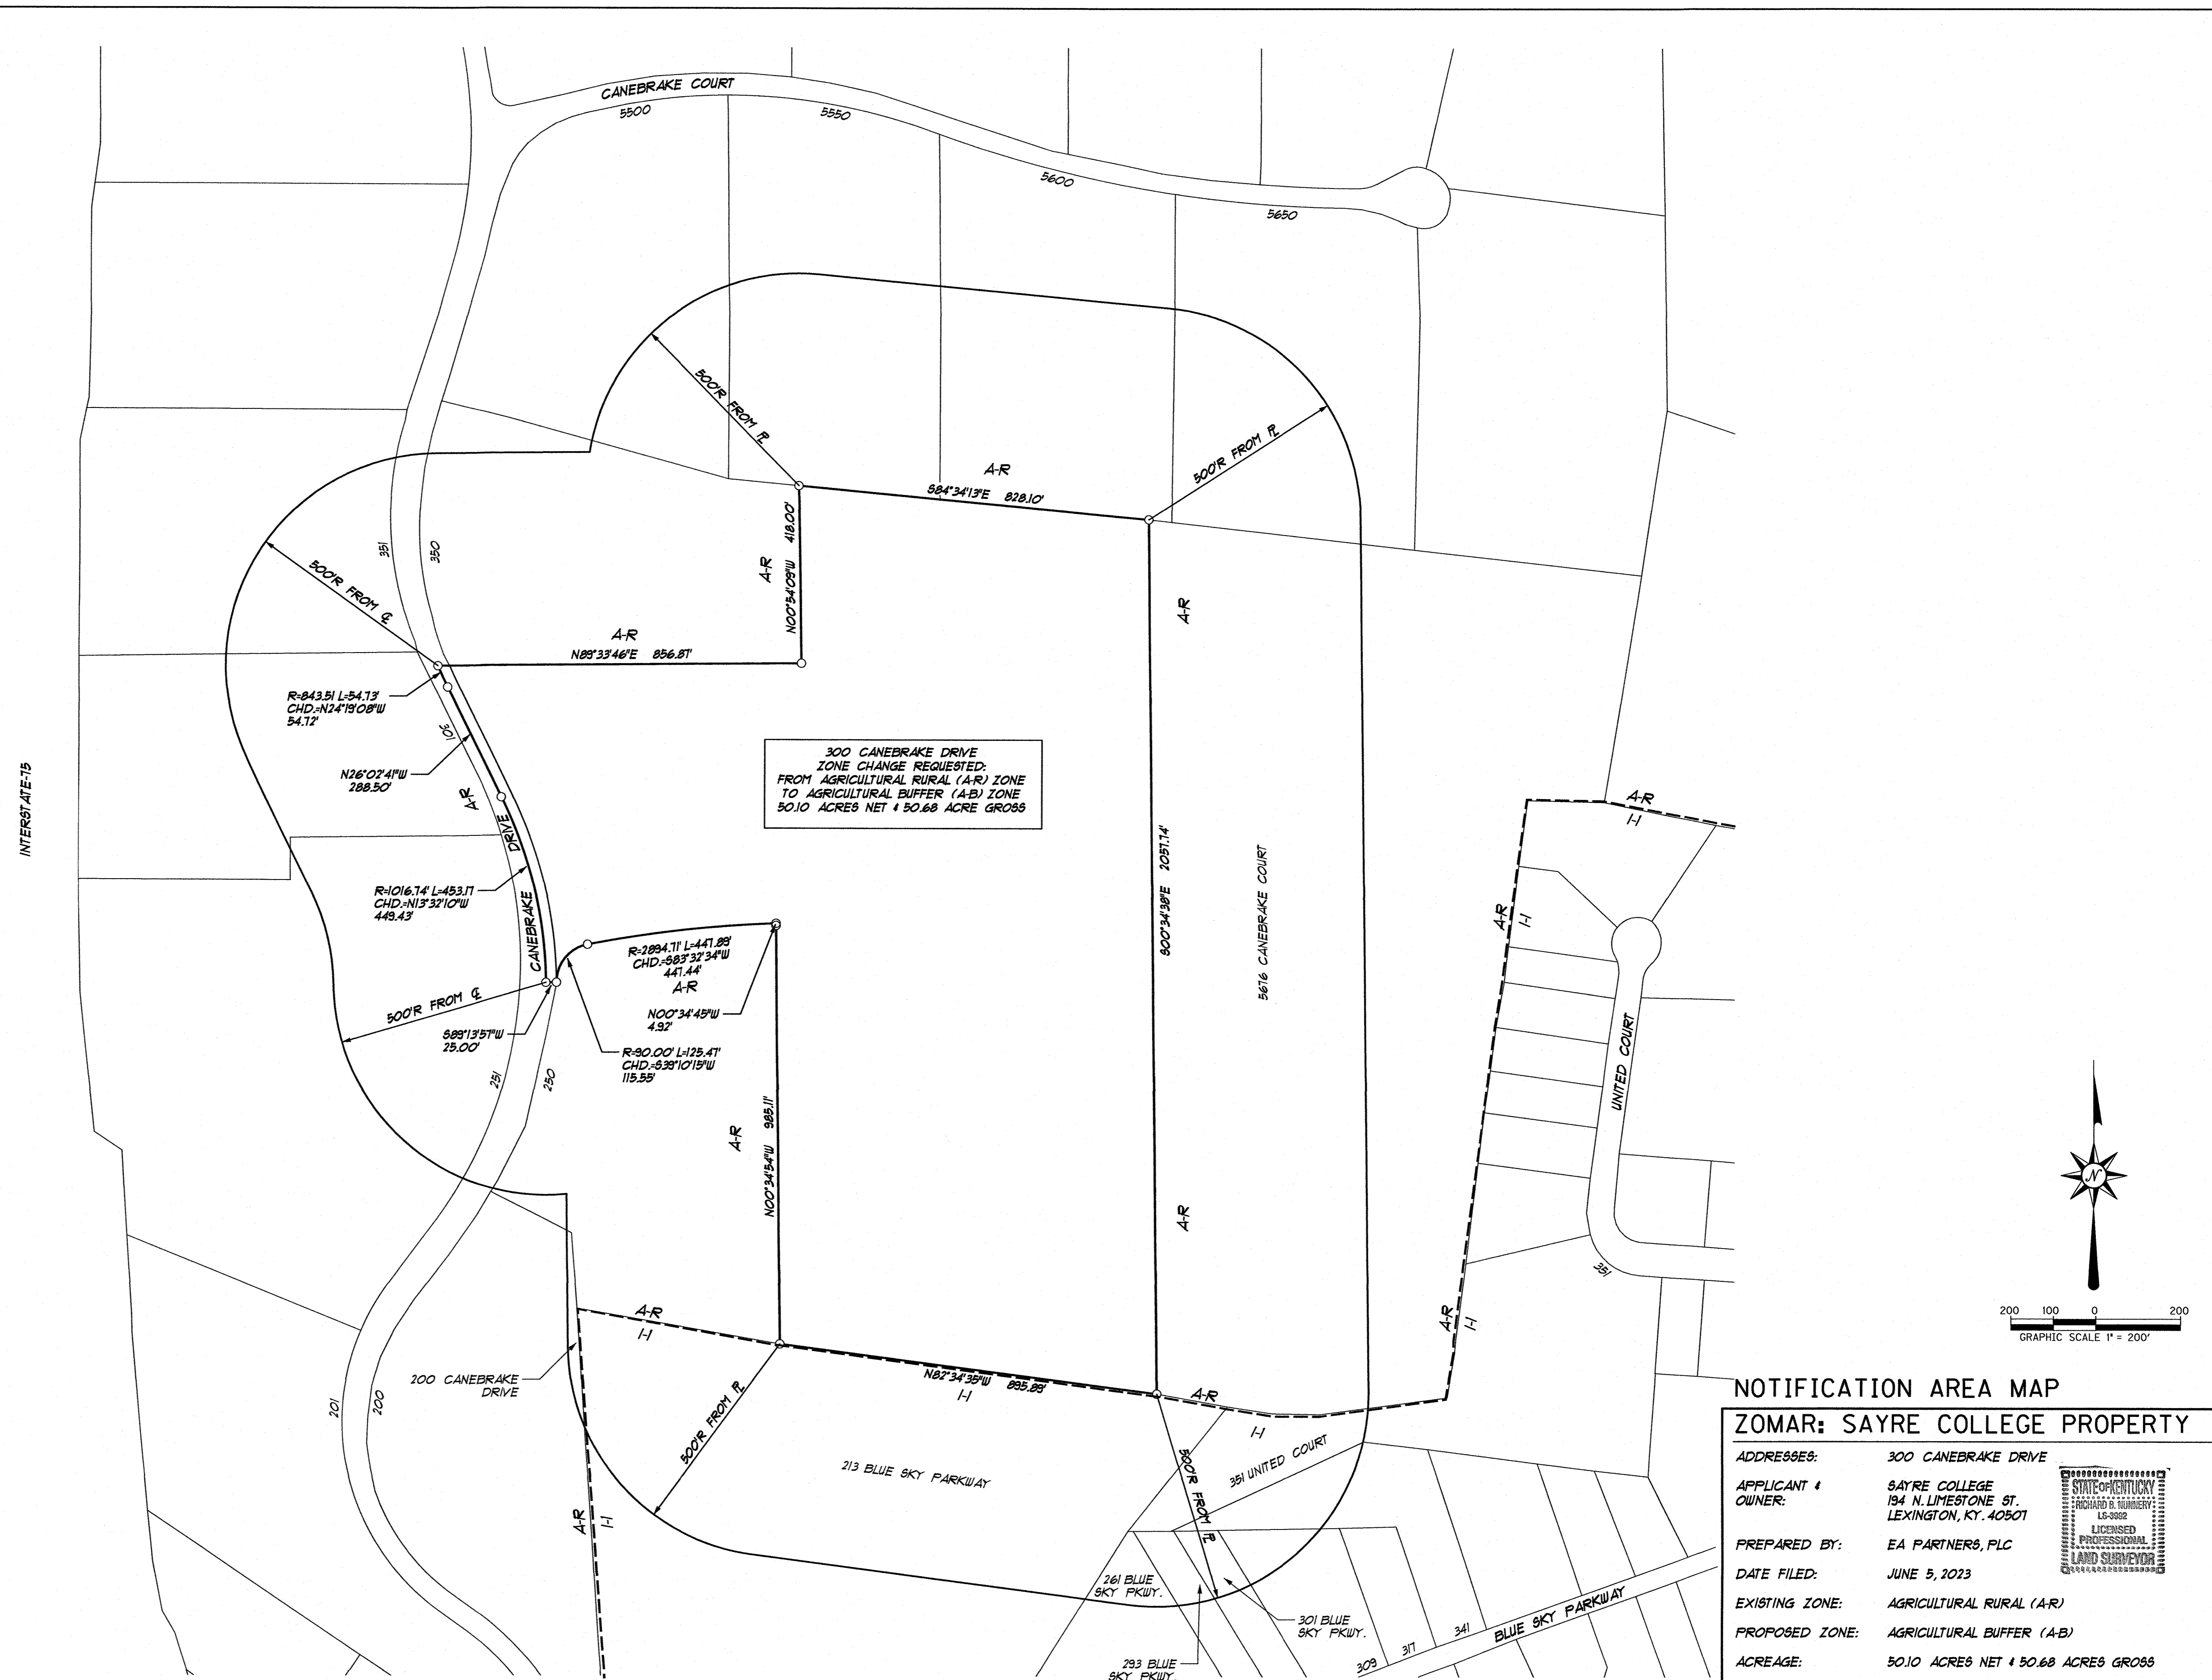 CANEBRAKE COURT
5500
5550
5600
5650
500'R FROM PL
500'R FROM PL
A-R
S84°34'13"E 828.10'
N00°54'09"W 418.00'
A-R
351
350
500'R FROM CL
A-R
N89°33'46"E 856.87'
R=843.51 L=54.73'
CHD.=N24°19'08"W
54.72'
301
N26°02'41"W
288.50'
A-R
INTERSTATE-75
300 CANEBRAKE DRIVE
ZONE CHANGE REQUESTED:
FROM AGRICULTURAL RURAL (A-R) ZONE
TO AGRICULTURAL BUFFER (A-B) ZONE
50.10 ACRES NET & 50.68 ACRE GROSS
A-R
S00°34'38"E 2057.74'
5676 CANEBRAKE COURT
A-R
A-R
I-1
A-R
I-1
CANEBRAKE DRIVE
R=1016.74' L=453.17
CHD.=N13°32'10"W
449.43'
R=2894.71' L=447.89'
CHD.=S83°32'34"W
447.44'
A-R
N00°34'45"W
4.92'
500'R FROM CL
S89°13'57"W
25.00'
R=90.00' L=125.47'
CHD.=S39°10'15"W
115.55'
251
250
A-R
N00°34'54"W 985.11'
UNITED COURT
351
A-R
I-1
N
A-R
I-1
200 CANEBRAKE
DRIVE
201
200
N82°34'35"W 895.89'
I-1
A-R
I-1
500'R FROM PL
213 BLUE SKY PARKWAY
500'R FROM PL
351 UNITED COURT
A-R
I-1
261 BLUE
SKY PKWY.
301 BLUE
SKY PKWY.
293 BLUE
SKY PKWY.
309
317
341
BLUE SKY PARKWAY
200 100 0 200
GRAPHIC SCALE 1" = 200'
NOTIFICATION AREA MAP
ZOMAR: SAYRE COLLEGE PROPERTY
ADDRESSES: 300 CANEBRAKE DRIVE
APPLICANT & SAYRE COLLEGE
OWNER: 194 N. LIMESTONE ST.
LEXINGTON, KY. 40507
STATE OF KENTUCKY
RICHARD B. NUNNERY
LS-3992
LICENSED
PROFESSIONAL
LAND SURVEYOR
PREPARED BY: EA PARTNERS, PLC
DATE FILED: JUNE 5, 2023
EXISTING ZONE: AGRICULTURAL RURAL (A-R)
PROPOSED ZONE: AGRICULTURAL BUFFER (A-B)
ACREAGE: 50.10 ACRES NET & 50.68 ACRES GROSS